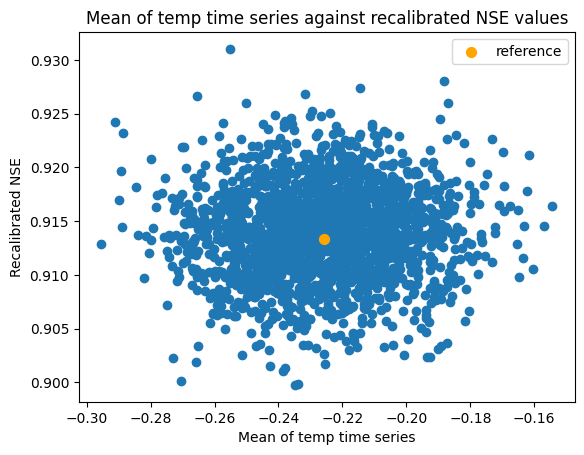 Mean of temp time series against recalibrated NSE values
reference
Recalibrated NSE
0.930
0.925
0.920
0.915
0.910
0.905
0.900
−0.30 −0.28 −0.26 −0.24 −0.22 −0.20 −0.18 −0.16
Mean of temp time series